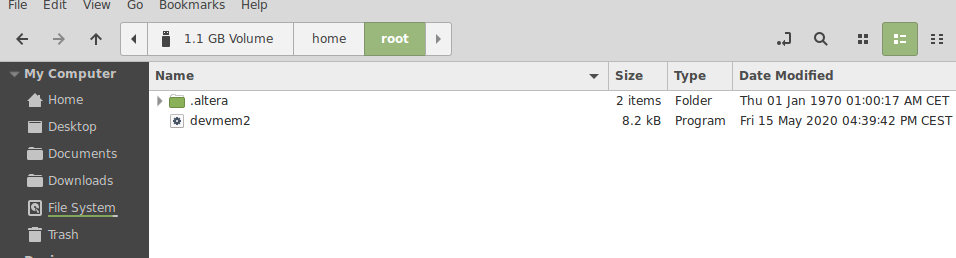 File Edit View Go Bookmarks Help
1.1 GB Volume home root
My Computer
Home
Desktop
Documents
Downloads
File System
Trash
Name Size Type Date Modified
.altera 2 items Folder Thu 01 Jan 1970 01:00:17 AM CET
devmem2 8.2 kB Program Fri 15 May 2020 04:39:42 PM CEST